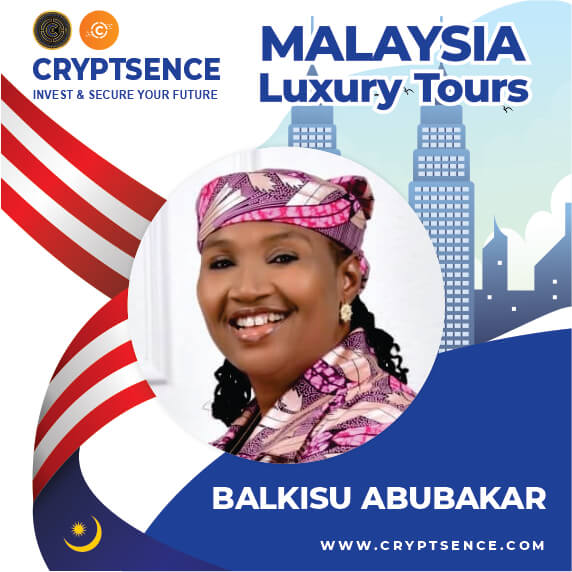 CRYPTSENCE
INVEST & SECURE YOUR FUTURE
MALAYSIA
Luxury Tours
BALKISU ABUBAKAR
WWW.CRYPTSENCE.COM